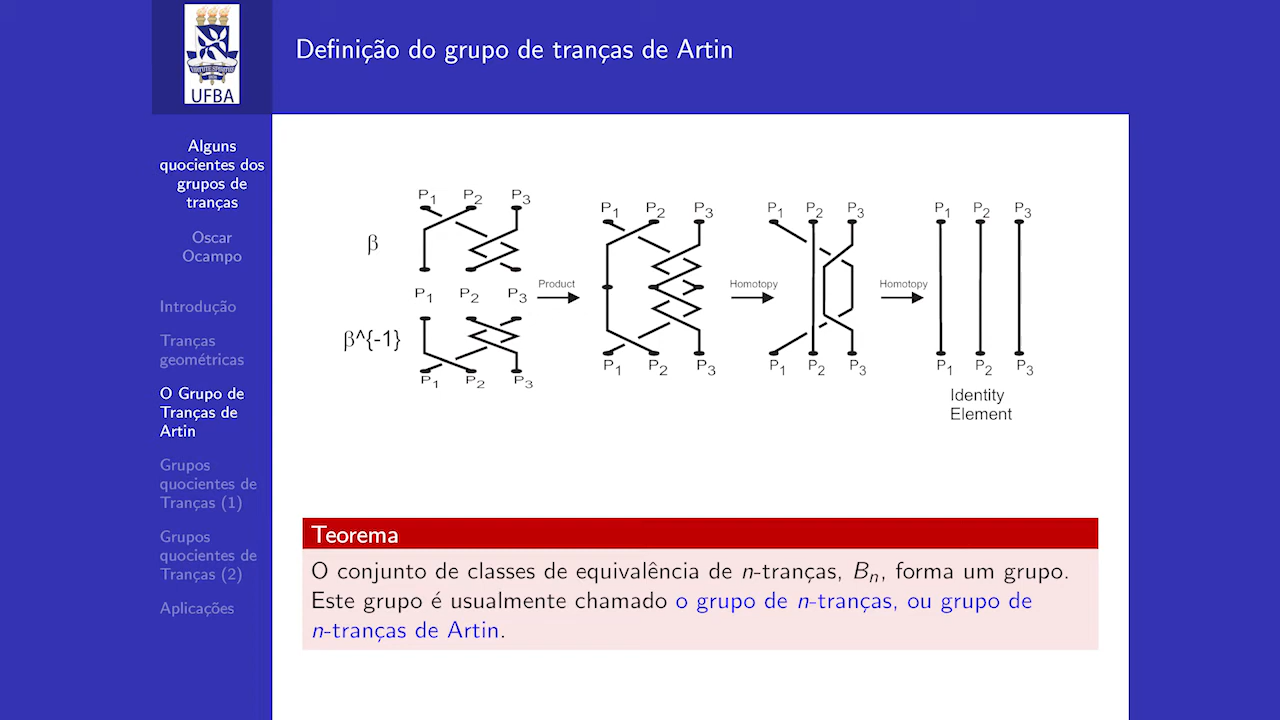 UFBA
Definição do grupo de tranças de Artin
Alguns
quocientes dos
grupos de
tranças
Oscar
Ocampo
Introdução
Tranças
geométricas
O Grupo de
Tranças de
Artin
Grupos
quocientes de
Tranças (1)
Grupos
quocientes de
Tranças (2)
Aplicações
P1 P2 P3
β
P1 P2 P3
β^{-1}
P1 P2 P3
Product
P1 P2 P3
P1 P2 P3
Homotopy
P1 P2 P3
P1 P2 P3
Homotopy
P1 P2 P3
P1 P2 P3
Identity
Element
Teorema
O conjunto de classes de equivalência de n-tranças, Bn, forma um grupo.
Este grupo é usualmente chamado o grupo de n-tranças, ou grupo de
n-tranças de Artin.